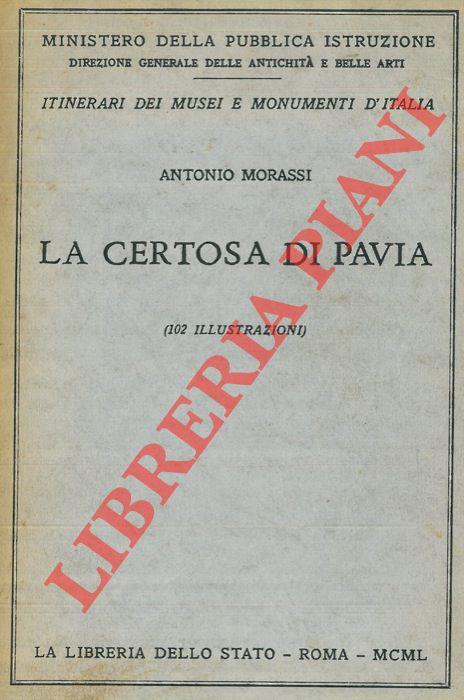 MINISTERO DELLA PUBBLICA ISTRUZIONE
DIREZIONE GENERALE DELLE ANTICHITÀ E BELLE ARTI
ITINERARI DEI MUSEI E MONUMENTI D'ITALIA
ANTONIO MORASSI
LA CERTOSA DI PAVIA
(102 ILLUSTRAZIONI)
LIBRERIA PIANI
LA LIBRERIA DELLO STATO - ROMA - MCML